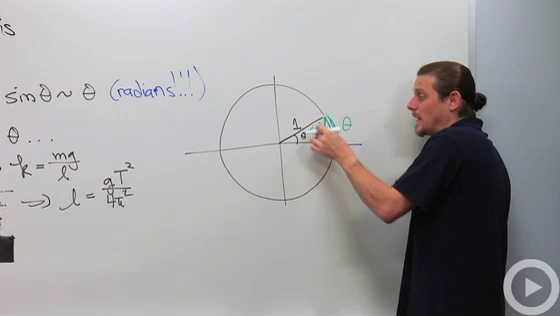 is
sin θ ~ θ (radians!!!)
θ ...
k = mg/l
⇒ l = gT²/4π²
1
θ
θ